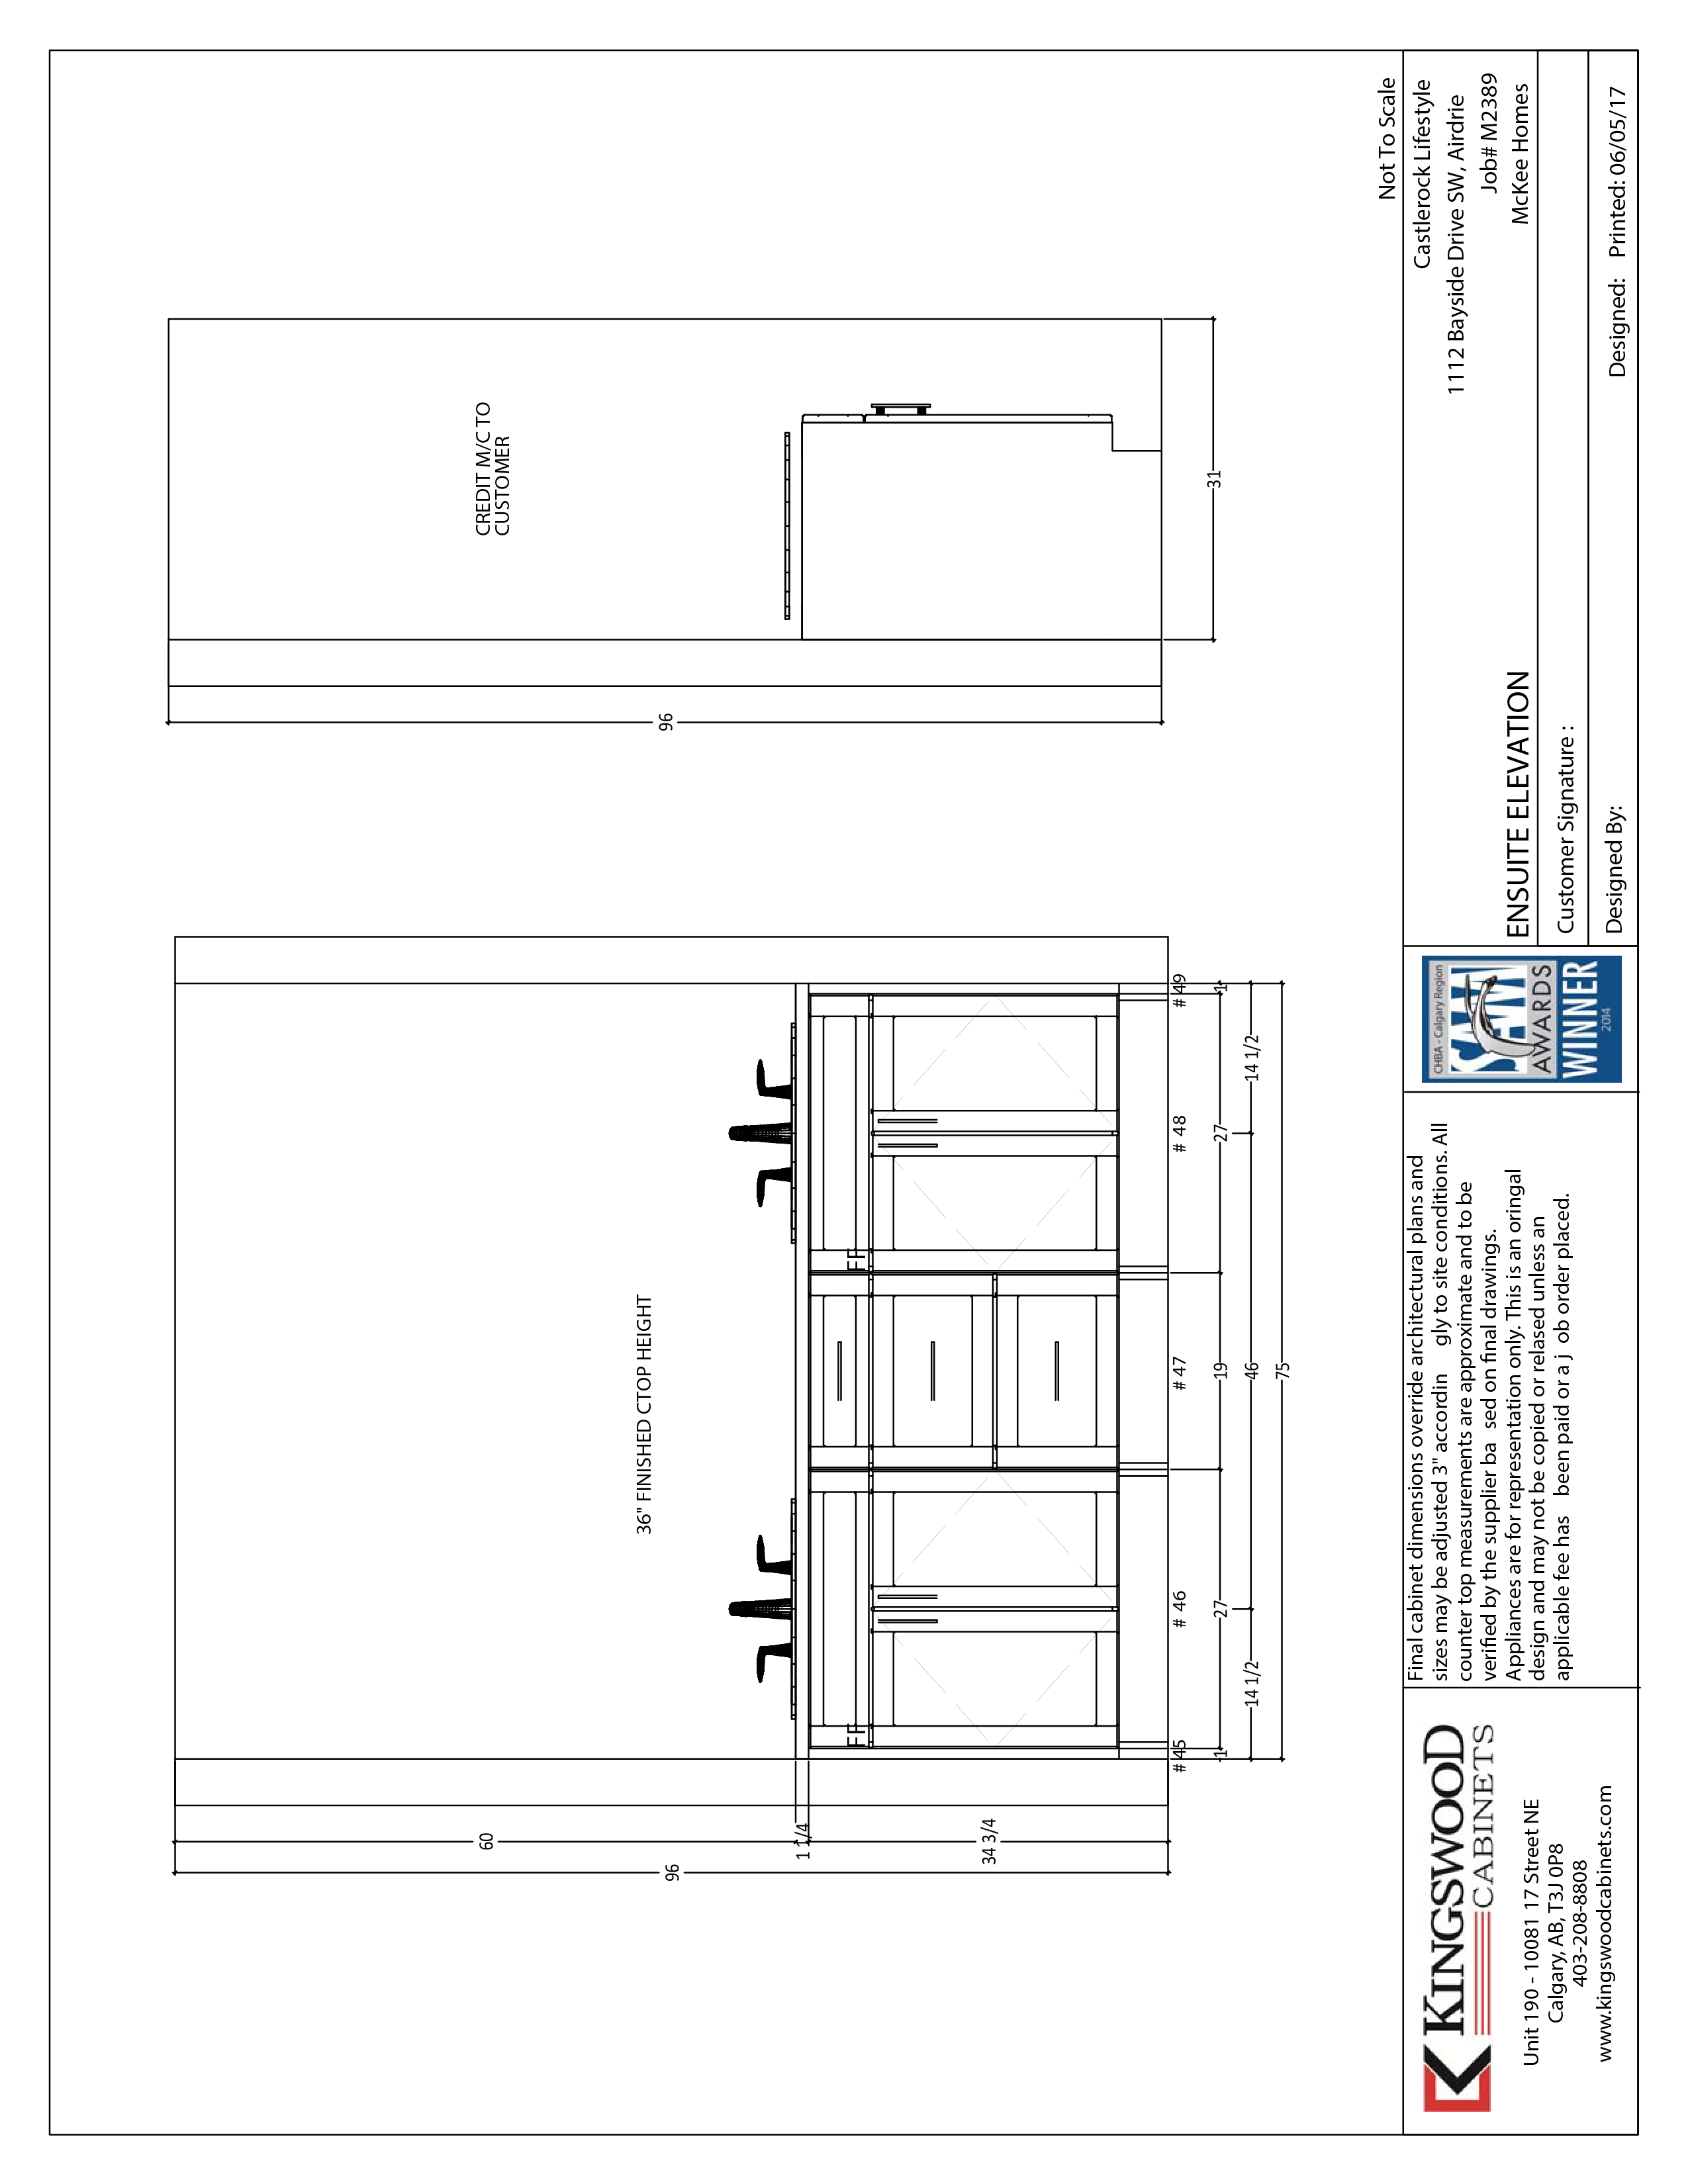 36" FINISHED CTOP HEIGHT
CREDIT M/C TO
CUSTOMER
60
96
1 1/4
34 3/4
FF
FF
# 45
# 46
# 47
# 48
# 49
1
27
19
27
1
14 1/2
46
14 1/2
75
96
31
Not To Scale
KINGSWOOD
CABINETS
Unit 190 - 10081 17 Street NE
Calgary, AB, T3J 0P8
403-208-8808
www.kingswoodcabinets.com
Final cabinet dimensions override architectural plans and
sizes may be adjusted 3" accordin gly to site conditions. All
counter top measurements are approximate and to be
verified by the supplier ba sed on final drawings.
Appliances are for representation only. This is an oringal
design and may not be copied or relased unless an
applicable fee has been paid or a j ob order placed.
CHBA - Calgary Region
SAM
AWARDS
WINNER
2014
Castlerock Lifestyle
1112 Bayside Drive SW, Airdrie
Job# M2389
McKee Homes
ENSUITE ELEVATION
Customer Signature :
Designed By:
Designed: Printed: 06/05/17